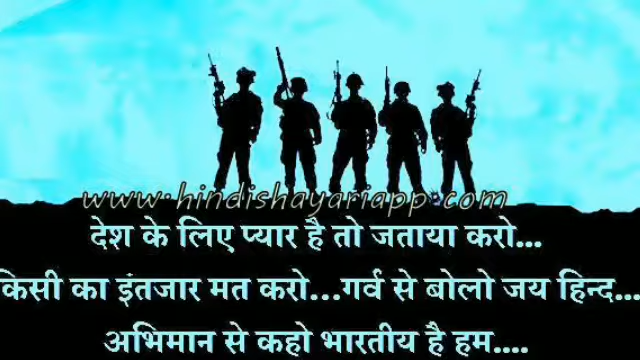 www.hindishayariapp.com
देश के लिए प्यार है तो जताया करो...
किसी का इंतजार मत करो...गर्व से बोलो जय हिन्द...
अभिमान से कहो भारतीय है हम....